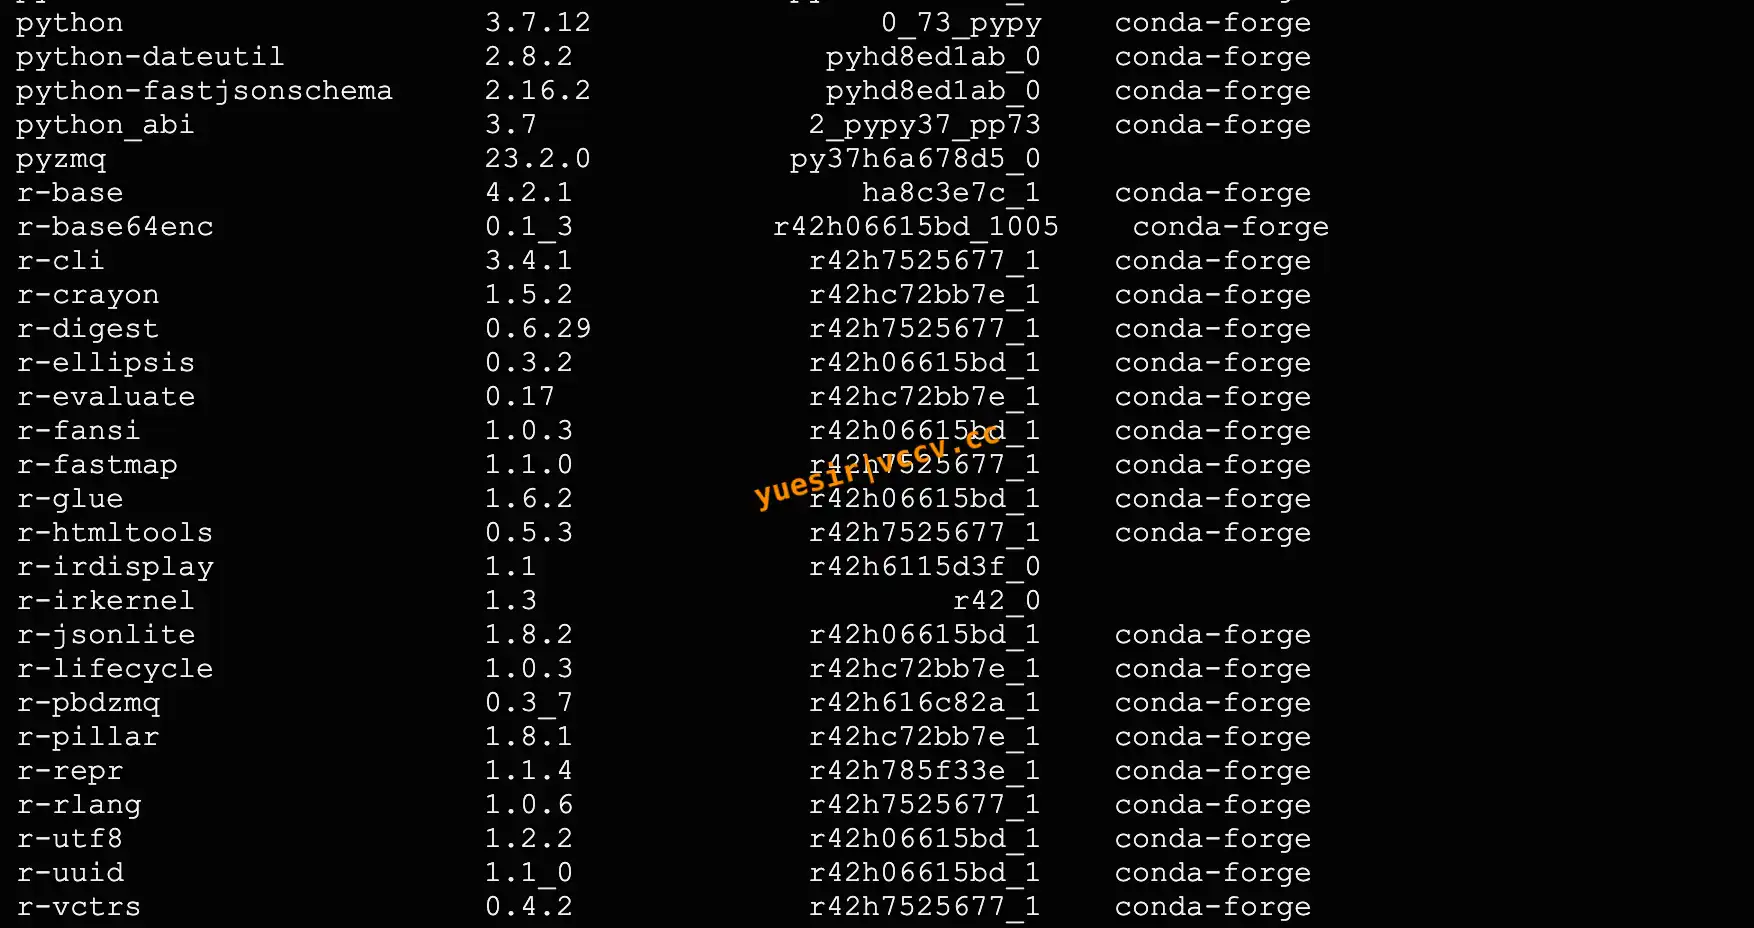 python 3.7.12 0_73_pypy conda-forge
python-dateutil 2.8.2 pyhd8ed1ab_0 conda-forge
python-fastjsonschema 2.16.2 pyhd8ed1ab_0 conda-forge
python_abi 3.7 2_pypy37_pp73 conda-forge
pyzmq 23.2.0 py37h6a678d5_0
r-base 4.2.1 ha8c3e7c_1 conda-forge
r-base64enc 0.1_3 r42h06615bd_1005 conda-forge
r-cli 3.4.1 r42h7525677_1 conda-forge
r-crayon 1.5.2 r42hc72bb7e_1 conda-forge
r-digest 0.6.29 r42h7525677_1 conda-forge
r-ellipsis 0.3.2 r42h06615bd_1 conda-forge
r-evaluate 0.17 r42hc72bb7e_1 conda-forge
r-fansi 1.0.3 r42h06615bd_1 conda-forge
r-fastmap 1.1.0 r42h7525677_1 conda-forge
yuesir|vccv.cc
r-glue 1.6.2 r42h06615bd_1 conda-forge
r-htmltools 0.5.3 r42h7525677_1 conda-forge
r-irdisplay 1.1 r42h6115d3f_0
r-irkernel 1.3 r42_0
r-jsonlite 1.8.2 r42h06615bd_1 conda-forge
r-lifecycle 1.0.3 r42hc72bb7e_1 conda-forge
r-pbdzmq 0.3_7 r42h616c82a_1 conda-forge
r-pillar 1.8.1 r42hc72bb7e_1 conda-forge
r-repr 1.1.4 r42h785f33e_1 conda-forge
r-rlang 1.0.6 r42h7525677_1 conda-forge
r-utf8 1.2.2 r42h06615bd_1 conda-forge
r-uuid 1.1_0 r42h06615bd_1 conda-forge
r-vctrs 0.4.2 r42h7525677_1 conda-forge